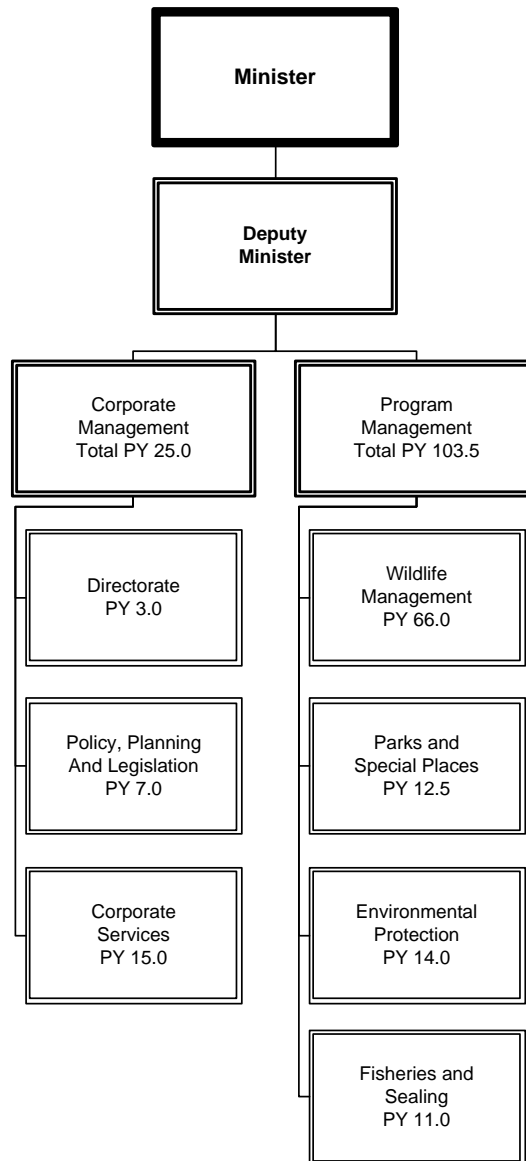 Minister
Deputy
Minister
Corporate
Management
Total PY 25.0
Program
Management
Total PY 103.5
Directorate
PY 3.0
Policy, Planning
And Legislation
PY 7.0
Corporate
Services
PY 15.0
Wildlife
Management
PY 66.0
Parks and
Special Places
PY 12.5
Environmental
Protection
PY 14.0
Fisheries and
Sealing
PY 11.0